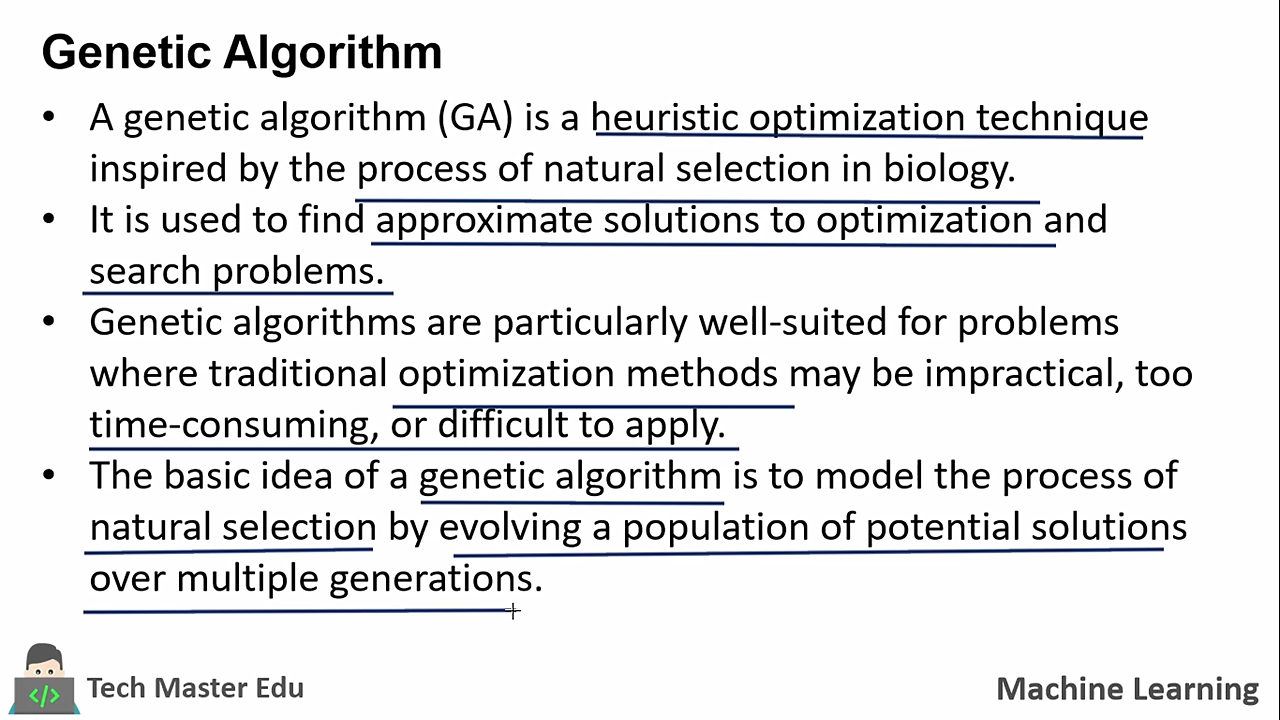 Genetic Algorithm
• A genetic algorithm (GA) is a heuristic optimization technique
inspired by the process of natural selection in biology.
• It is used to find approximate solutions to optimization and
search problems.
• Genetic algorithms are particularly well-suited for problems
where traditional optimization methods may be impractical, too
time-consuming, or difficult to apply.
• The basic idea of a genetic algorithm is to model the process of
natural selection by evolving a population of potential solutions
over multiple generations.
</>
Tech Master Edu
Machine Learning